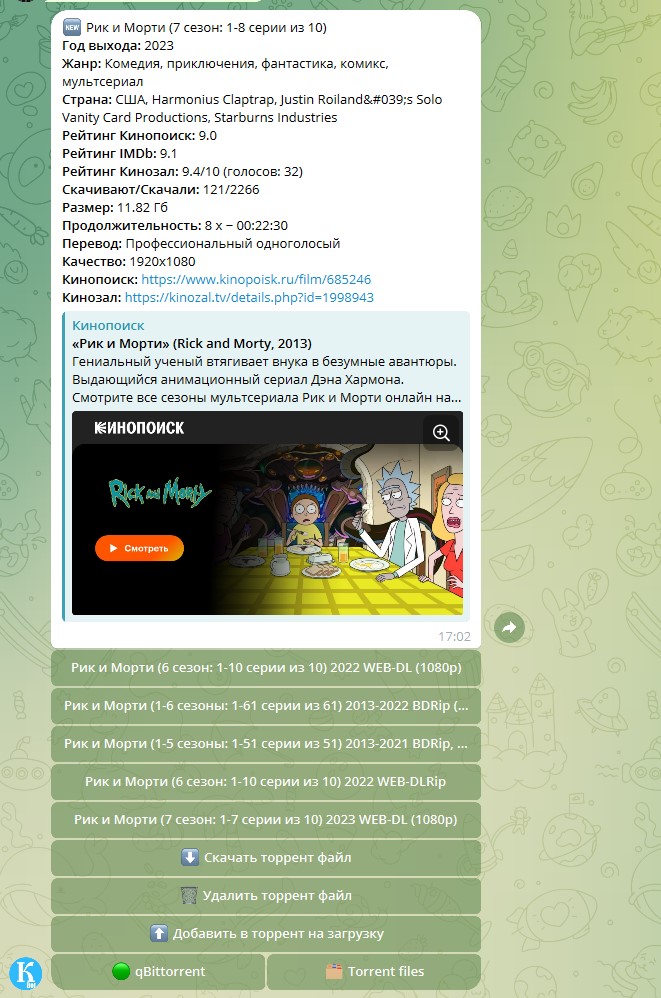 NEW Рик и Морти (7 сезон: 1-8 серии из 10)
Год выхода: 2023
Жанр: Комедия, приключения, фантастика, комикс,
мультсериал
Страна: США, Harmonius Claptrap, Justin Roiland&#039;s Solo
Vanity Card Productions, Starburns Industries
Рейтинг Кинопоиск: 9.0
Рейтинг IMDb: 9.1
Рейтинг Кинозал: 9.4/10 (голосов: 32)
Скачивают/Скачали: 121/2266
Размер: 11.82 Гб
Продолжительность: 8 x ~ 00:22:30
Перевод: Профессиональный одноголосый
Качество: 1920x1080
Кинопоиск: https://www.kinopoisk.ru/film/685246
Кинозал: https://kinozal.tv/details.php?id=1998943
Кинопоиск
«Рик и Морти» (Rick and Morty, 2013)
Гениальный ученый втягивает внука в безумные авантюры.
Выдающийся анимационный сериал Дэна Хармона.
Смотрите все сезоны мультсериала Рик и Морти онлайн на...
КИНОПОИСК
Rick and Morty
Смотреть
17:02
Рик и Морти (6 сезон: 1-10 серии из 10) 2022 WEB-DL (1080p)
Рик и Морти (1-6 сезоны: 1-61 серии из 61) 2013-2022 BDRip (...
Рик и Морти (1-5 сезоны: 1-51 серии из 51) 2013-2021 BDRip, ...
Рик и Морти (6 сезон: 1-10 серии из 10) 2022 WEB-DLRip
Рик и Морти (7 сезон: 1-7 серии из 10) 2023 WEB-DL (1080p)
Скачать торрент файл
Удалить торрент файл
Добавить в торрент на загрузку
qBittorrent
Torrent files
K
Bot